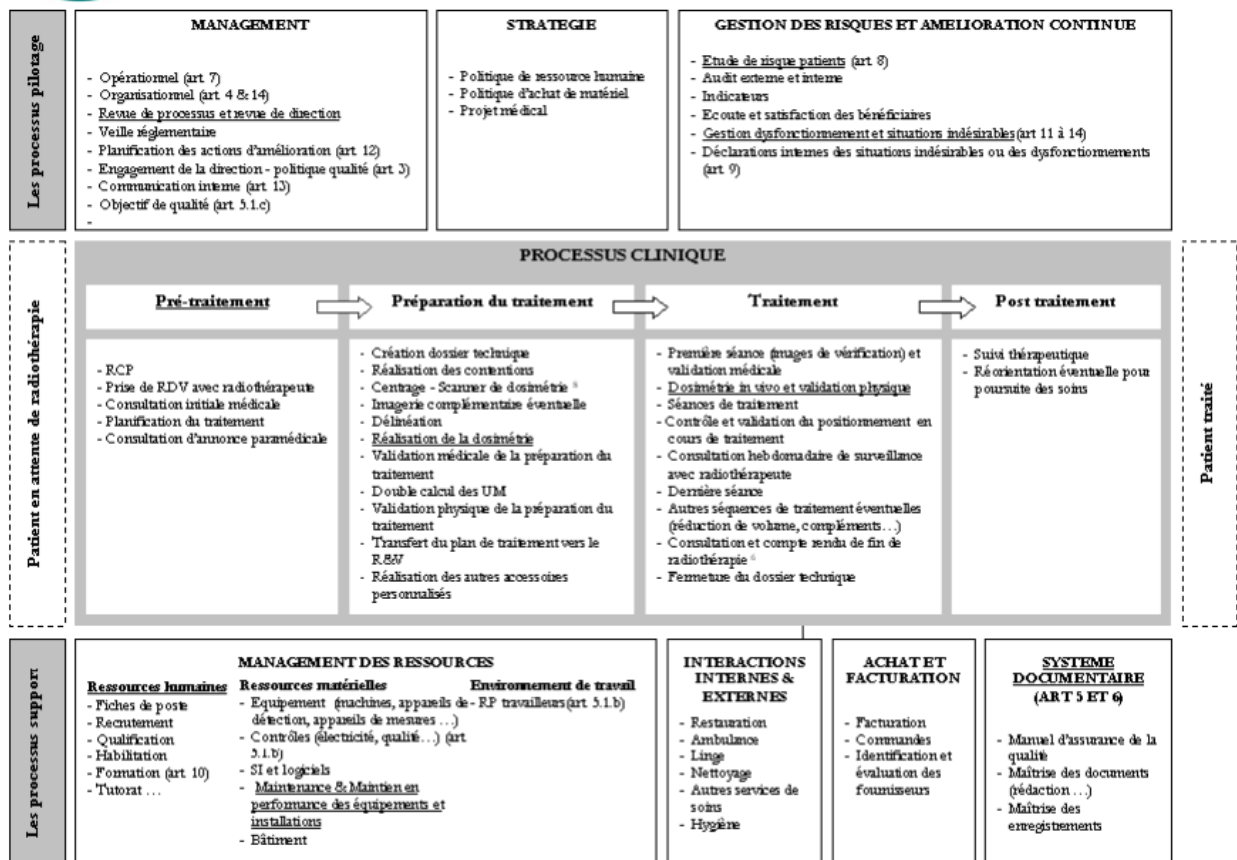 Les processus pilotage
MANAGEMENT
- Opérationnel (art 7)
- Organisationnel (art 4 & 14)
- Revue de processus et revue de direction
- Veille réglementaire
- Planification des actions d'amélioration (art 12)
- Engagement de la direction - politique qualité (art 3)
- Communication interne (art 13)
- Objectif de qualité (art 5.1.c)
-
STRATEGIE
- Politique de ressource humaine
- Politique d'achat de matériel
- Projet médical
GESTION DES RISQUES ET AMELIORATION CONTINUE
- Etude de risque patients (art 8)
- Audit externe et interne
- Indicateurs
- Ecoute et satisfaction des bénéficiaires
- Gestion dysfonctionnement et situations indésirables(art 11 à 14)
- Déclarations internes des situations indésirables ou des dysfonctionnements
(art 9)
Patient en attente de radiothérapie
PROCESSUS CLINIQUE
Pré-traitement
Préparation du traitement
Traitement
Post traitement
- RCP
- Prise de RDV avec radiothérapeute
- Consultation initiale médicale
- Planification du traitement
- Consultation d'annonce paramédicale
- Création dossier technique
- Réalisation des contentions
- Centrage - Scanner de dosimétrie
- Imagerie complémentaire éventuelle
- Délinéation
- Réalisation de la dosimétrie
- Validation médicale de la préparation du
traitement
- Double calcul des UM
- Validation physique de la préparation du
traitement
- Transfert du plan de traitement vers le
R&V
- Réalisation des autres accessoires
personnalisés
- Première séance (images de vérification) et
validation médicale
- Dosimétrie in vivo et validation physique
- Séances de traitement
- Contrôle et validation du positionnement en
cours de traitement
- Consultation hebdomadaire de surveillance
avec radiothérapeute
- Dernière séance
- Autres séquences de traitement éventuelles
(réduction de volume, compléments…)
- Consultation et compte rendu de fin de
radiothérapie
- Fermeture du dossier technique
- Suivi thérapeutique
- Réorientation éventuelle pour
poursuite des soins
Patient traité
Les processus support
MANAGEMENT DES RESSOURCES
Ressources humaines
- Fiches de poste
- Recrutement
- Qualification
- Habilitation
- Formation (art 10)
- Tutorat …
Ressources matérielles
- Equipement (machines, appareils de
détection, appareils de mesures …)
- Contrôles (électricité, qualité…) (art
5.1.b)
- SI et logiciels
- Maintenance & Maintien en
performance des équipements et
installations
- Bâtiment
Environnement de travail
- RP travailleurs(art 5.1.b)
INTERACTIONS
INTERNES &
EXTERNES
- Restauration
- Ambulance
- Linge
- Nettoyage
- Autres services de
soins
- Hygiène
ACHAT ET
FACTURATION
- Facturation
- Commandes
- Identification et
évaluation des
fournisseurs
SYSTEME
DOCUMENTAIRE
(ART 5 ET 6)
- Manuel d'assurance de la
qualité
- Maîtrise des documents
(rédaction …)
- Maîtrise des
enregistrements